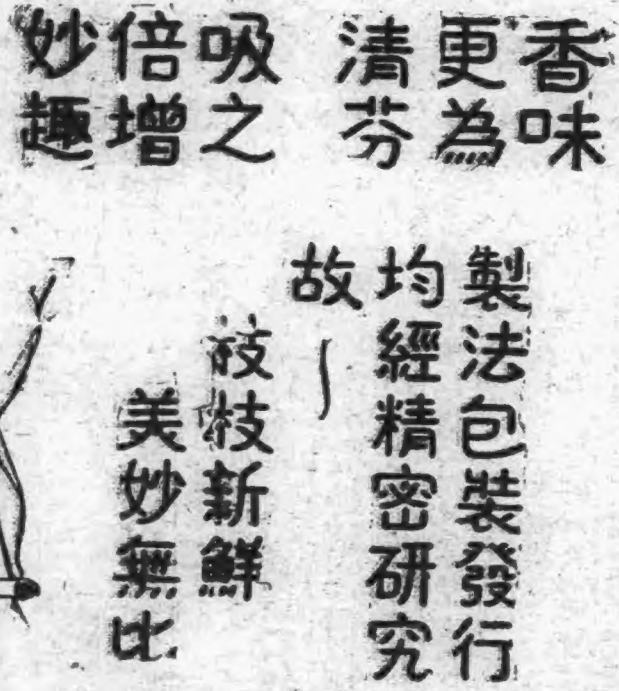 香味
更為
清芬
吸之
倍增
妙趣
製法包裝發行
均經精密研究
故～
枝枝新鮮
美妙無比